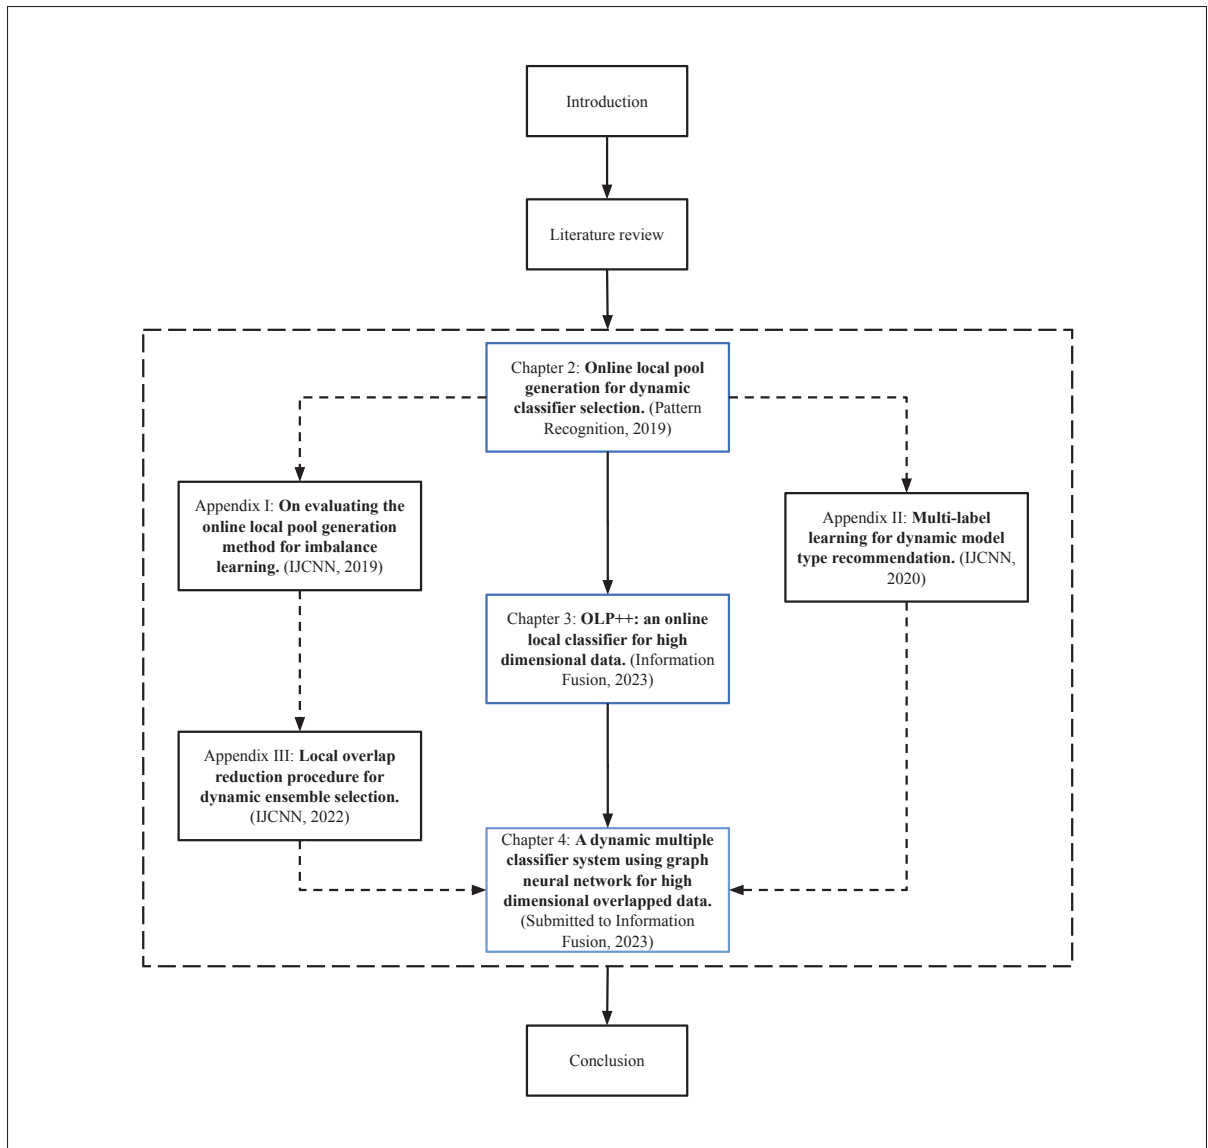 Introduction
Literature review
Chapter 2: Online local pool
generation for dynamic
classifier selection. (Pattern
Recognition, 2019)
Appendix I: On evaluating the
online local pool generation
method for imbalance
learning. (IJCNN, 2019)
Appendix II: Multi-label
learning for dynamic model
type recommendation. (IJCNN,
2020)
Chapter 3: OLP++: an online
local classifier for high
dimensional data. (Information
Fusion, 2023)
Appendix III: Local overlap
reduction procedure for
dynamic ensemble selection.
(IJCNN, 2022)
Chapter 4: A dynamic multiple
classifier system using graph
neural network for high
dimensional overlapped data.
(Submitted to Information
Fusion, 2023)
Conclusion